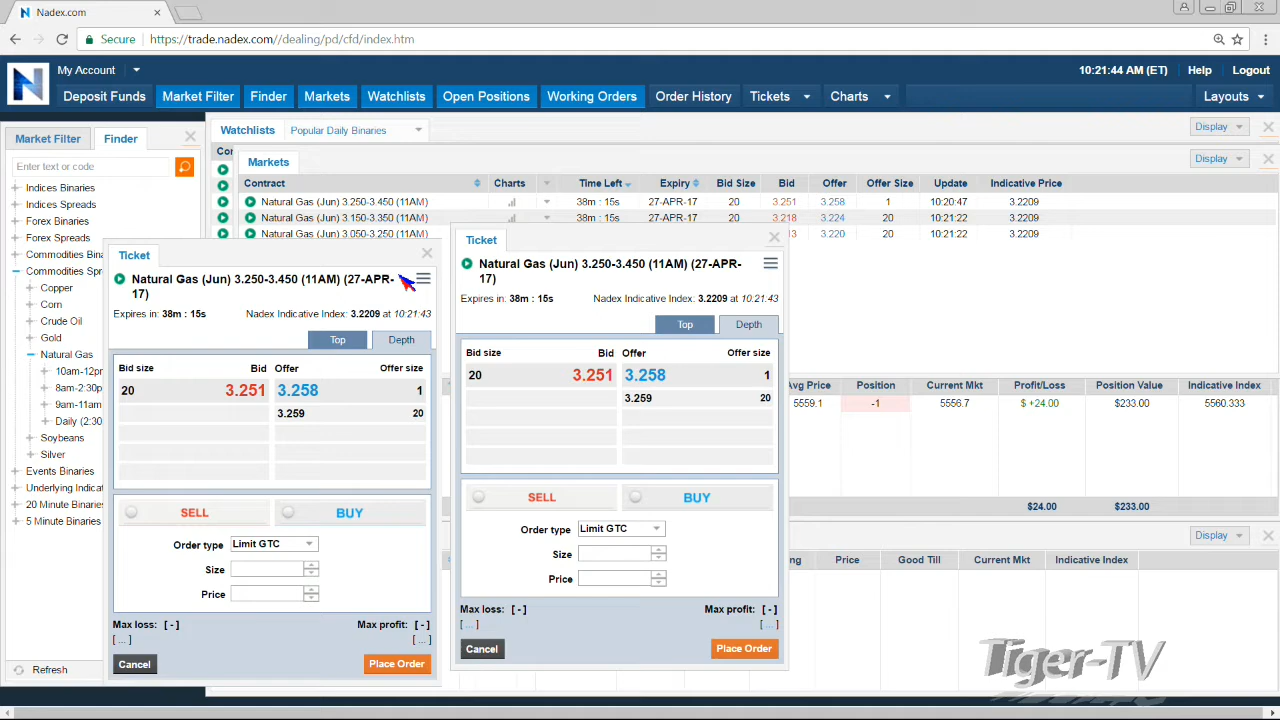 Nadex.com
Secure https://trade.nadex.com//dealing/pd/cfd/index.htm
My Account 10:21:44 AM (ET) Help Logout
Deposit Funds Market Filter Finder Markets Watchlists Open Positions Working Orders Order History Tickets Charts Layouts
Market Filter Finder
Enter text or code
Indices Binaries
Indices Spreads
Forex Binaries
Forex Spreads
Commodities Bina
Commodities Spr
Copper
Corn
Crude Oil
Gold
Natural Gas
10am-12pr
8am-2:30p
9am-11am
Daily (2:30
Soybeans
Silver
Events Binaries
Underlying Indica
20 Minute Binarie
5 Minute Binaries
Refresh
Watchlists Popular Daily Binaries Display
Con
Markets Display
Contract Charts Time Left Expiry Bid Size Bid Offer Offer Size Update Indicative Price
Natural Gas (Jun) 3.250-3.450 (11AM) 38m : 15s 27-APR-17 20 3.251 3.258 1 10:20:47 3.2209
Natural Gas (Jun) 3.150-3.350 (11AM) 38m : 15s 27-APR-17 20 3.218 3.224 20 10:21:22 3.2209
Natural Gas (Jun) 3.050-3.250 (11AM) 3 3.220 20 10:21:22 3.2209
Ticket
Natural Gas (Jun) 3.250-3.450 (11AM) (27-APR-
17)
Expires in: 38m : 15s Nadex Indicative Index: 3.2209 at 10:21:43
Top Depth
Bid size Bid Offer Offer size
20 3.251 3.258 1
3.259 20
SELL BUY
Order type Limit GTC
Size
Price
Max loss: [ - ] Max profit: [ - ]
[ ... ] [ ... ]
Cancel Place Order
Ticket
Natural Gas (Jun) 3.250-3.450 (11AM) (27-APR-
17)
Expires in: 38m : 15s Nadex Indicative Index: 3.2209 at 10:21:43
Top Depth
Bid size Bid Offer Offer size
20 3.251 3.258 1
3.259 20
SELL BUY
Order type Limit GTC
Size
Price
Max loss: [ - ] Max profit: [ - ]
[ ... ] [ ... ]
Cancel Place Order
Avg Price Position Current Mkt Profit/Loss Position Value Indicative Index
5559.1 -1 5556.7 $ +24.00 $233.00 5560.333
$24.00 $233.00
Display
ng Price Good Till Current Mkt Indicative Index
Tiger-TV